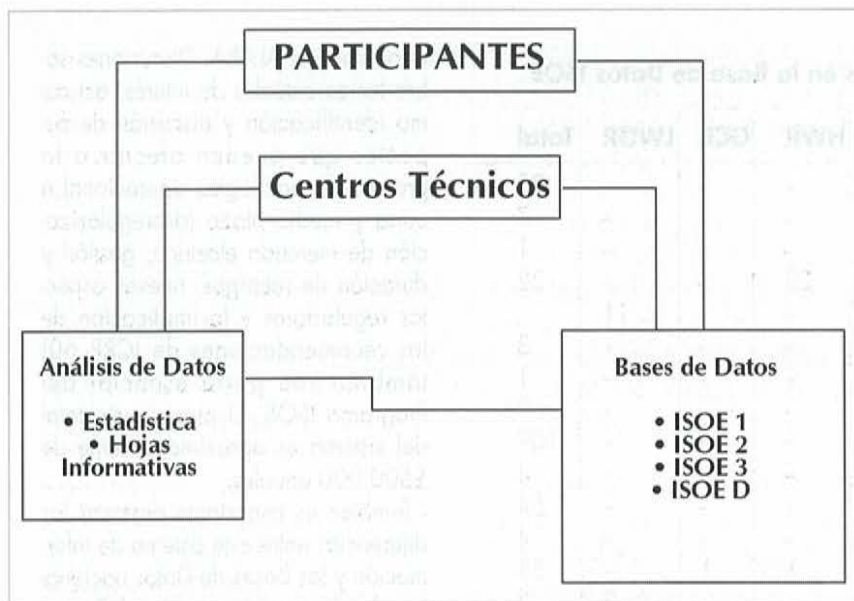 PARTICIPANTES
Centros Técnicos
Análisis de Datos
• Estadística
• Hojas
Informativas
Bases de Datos
• ISOE 1
• ISOE 2
• ISOE 3
• ISOE D